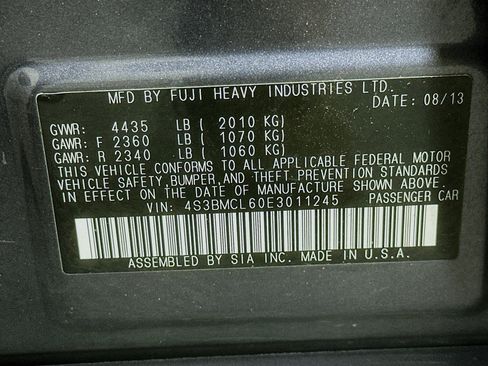 MFD BY FUJI HEAVY INDUSTRIES LTD.
DATE: 08/13
GVWR: 4435 LB ( 2010 KG)
GAWR: F 2360 LB ( 1070 KG)
GAWR: R 2340 LB ( 1060 KG)
THIS VEHICLE CONFORMS TO ALL APPLICABLE FEDERAL MOTOR
VEHICLE SAFETY, BUMPER, AND THEFT PREVENTION STANDARDS
IN EFFECT ON THE DATE OF MANUFACTURE SHOWN ABOVE.
VIN: 4S3BMCL60E3011245 PASSENGER CAR
ASSEMBLED BY SIA INC. MADE IN U.S.A.